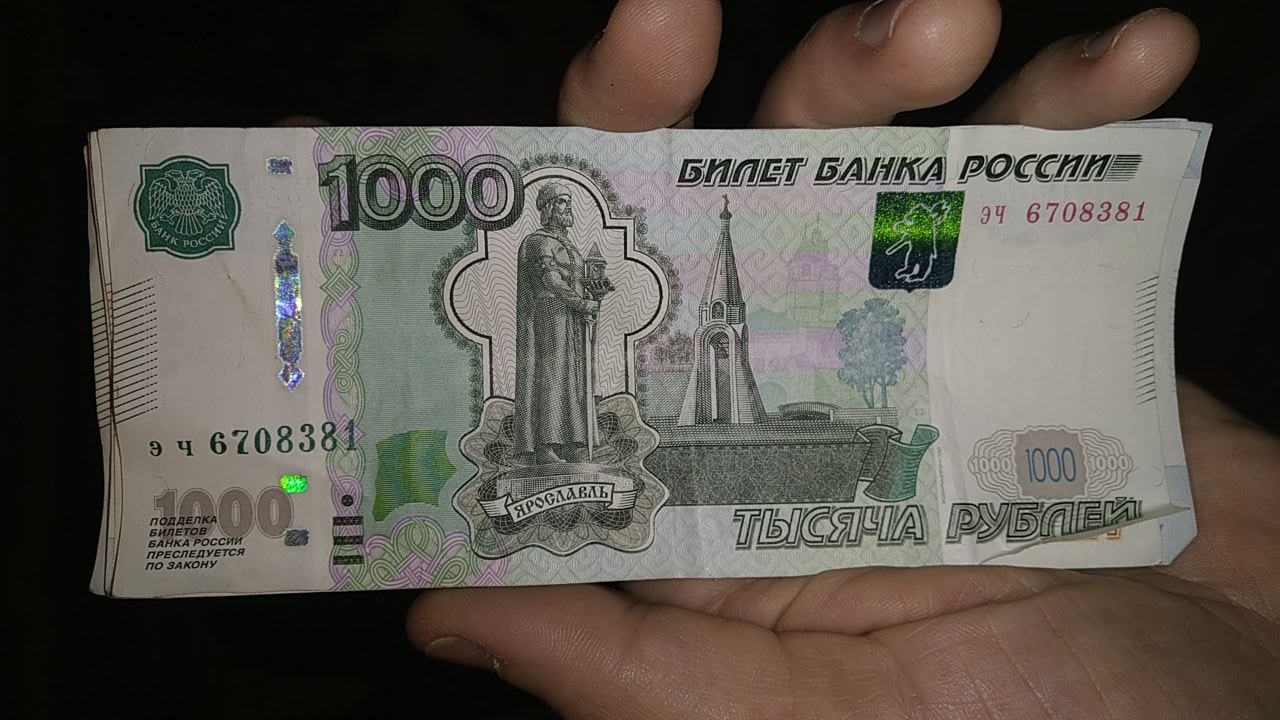 1000
БИЛЕТ БАНКА РОССИИ
БАНК РОССИИ
ЭЧ 6708381
эч 6708381
1000
ПОДДЕЛКА
БИЛЕТОВ
БАНКА РОССИИ
ПРЕСЛЕДУЕТСЯ
ПО ЗАКОНУ
ЯРОСЛАВЛЬ
1000 1000 1000
ТЫСЯЧА РУБЛЕЙ